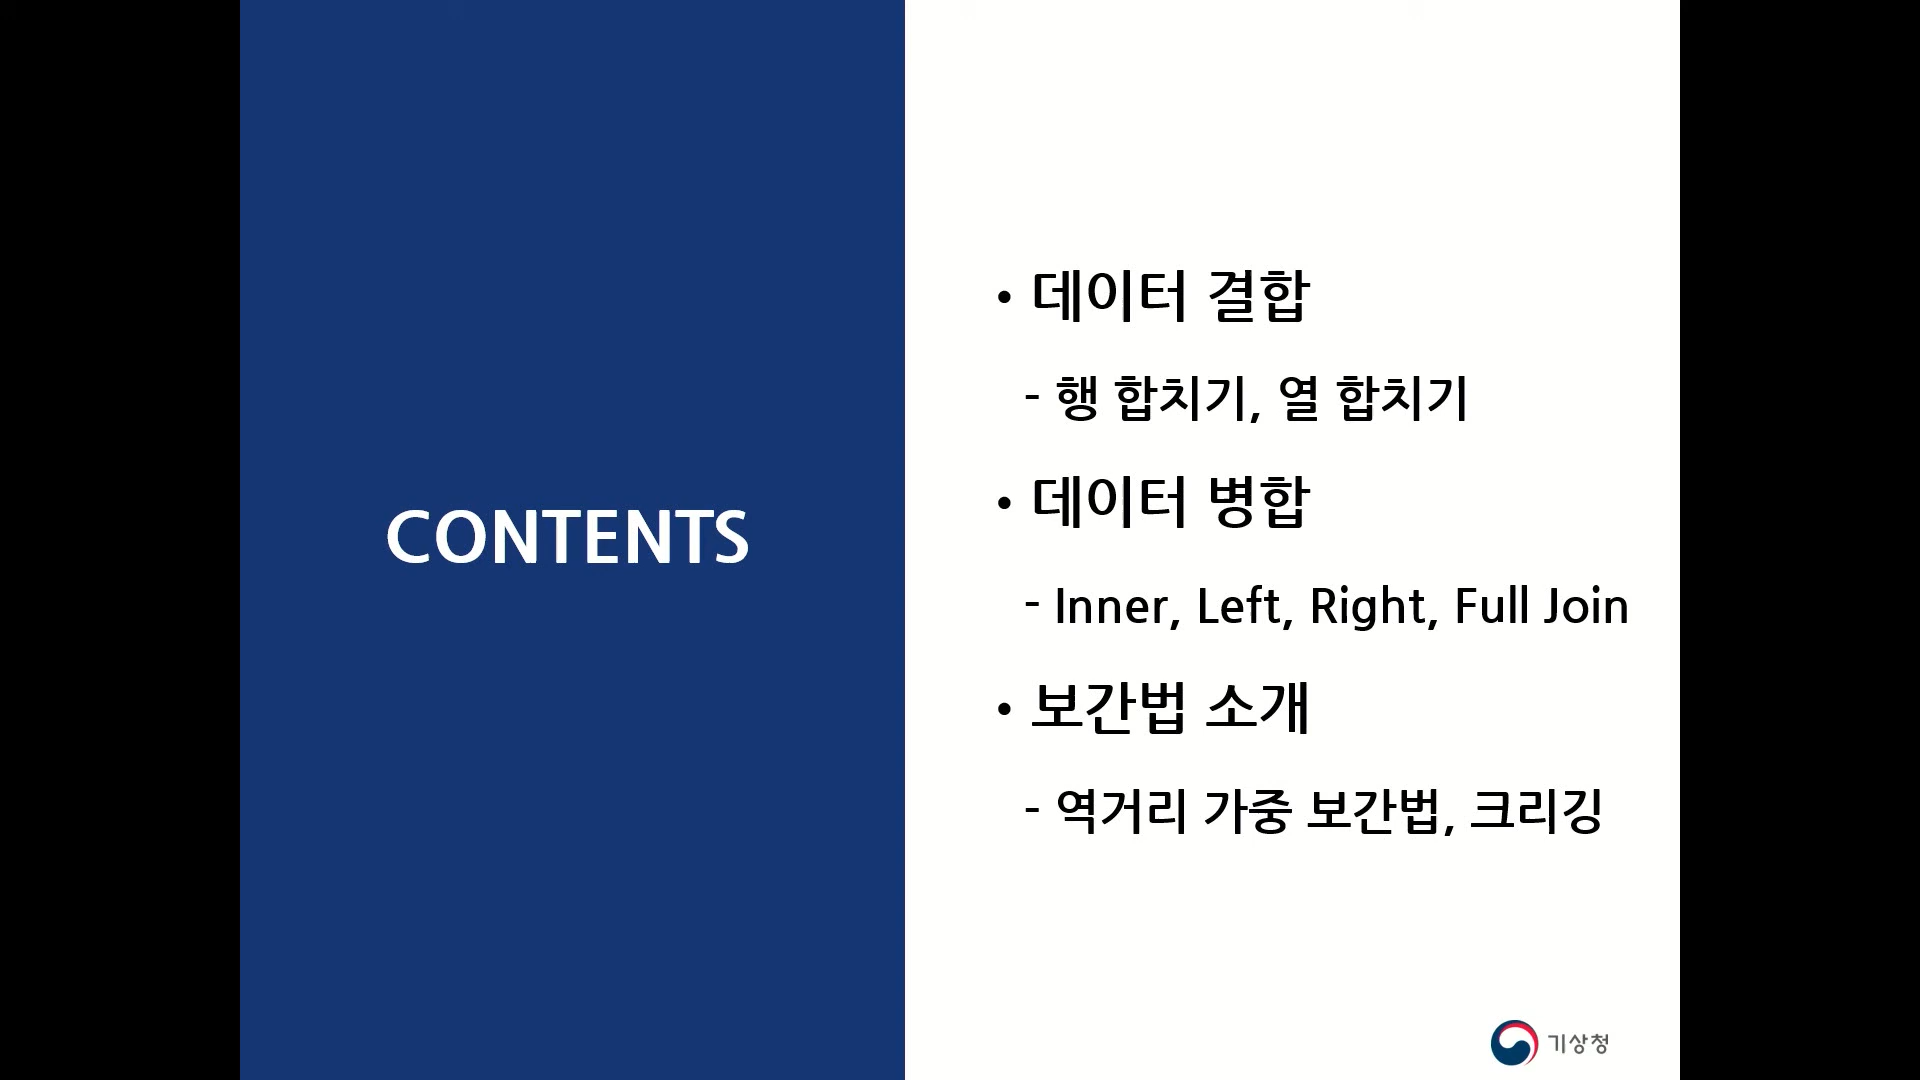 CONTENTS
• 데이터 결합
- 행 합치기, 열 합치기
• 데이터 병합
- Inner, Left, Right, Full Join
• 보간법 소개
- 역거리 가중 보간법, 크리깅
기상청